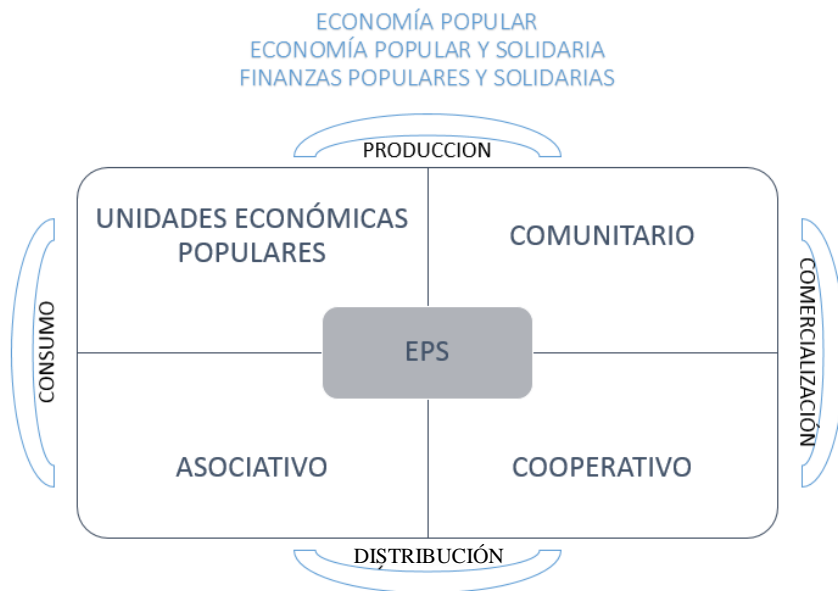 ECONOMÍA POPULAR
ECONOMÍA POPULAR Y SOLIDARIA
FINANZAS POPULARES Y SOLIDARIAS
PRODUCCION
UNIDADES ECONÓMICAS
POPULARES
COMUNITARIO
CONSUMO
EPS
COMERCIALIZACIÓN
ASOCIATIVO
COOPERATIVO
DISTRIBUCIÓN